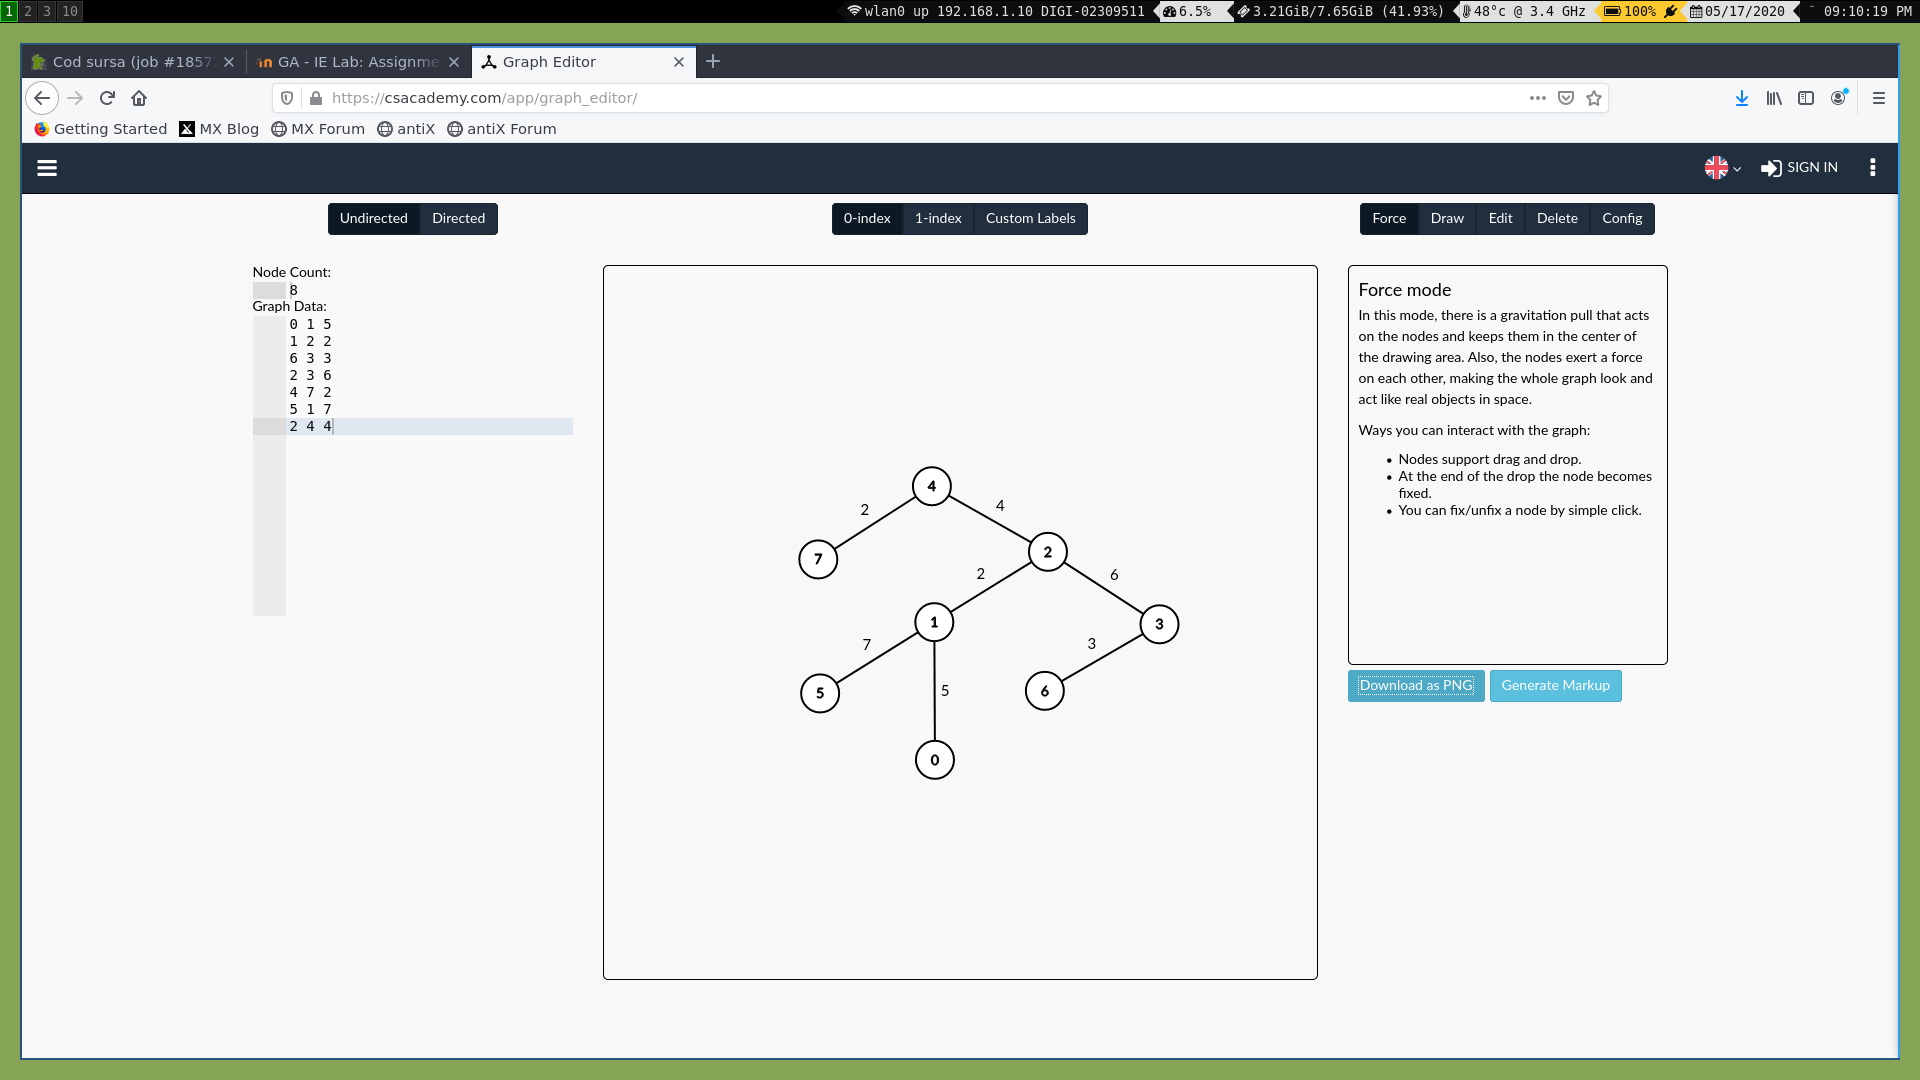 1 2 3 10 wlan0 up 192.168.1.10 DIGI-02309511 6.5% 3.21GiB/7.65GiB (41.93%) 48°c @ 3.4 GHz 100% 05/17/2020 09:10:19 PM
Cod sursa (job #1857 GA - IE Lab: Assignme Graph Editor
https://csacademy.com/app/graph_editor/
Getting Started MX Blog MX Forum antiX antiX Forum
SIGN IN
Undirected Directed 0-index 1-index Custom Labels Force Draw Edit Delete Config
Node Count:
8
Graph Data:
0 1 5
1 2 2
6 3 3
2 3 6
4 7 2
5 1 7
2 4 4
4
2 4
7 2
2 6
1 3
7 3
5 5 6
0
Force mode
In this mode, there is a gravitation pull that acts
on the nodes and keeps them in the center of
the drawing area. Also, the nodes exert a force
on each other, making the whole graph look and
act like real objects in space.
Ways you can interact with the graph:
• Nodes support drag and drop.
• At the end of the drop the node becomes
fixed.
• You can fix/unfix a node by simple click.
Download as PNG Generate Markup